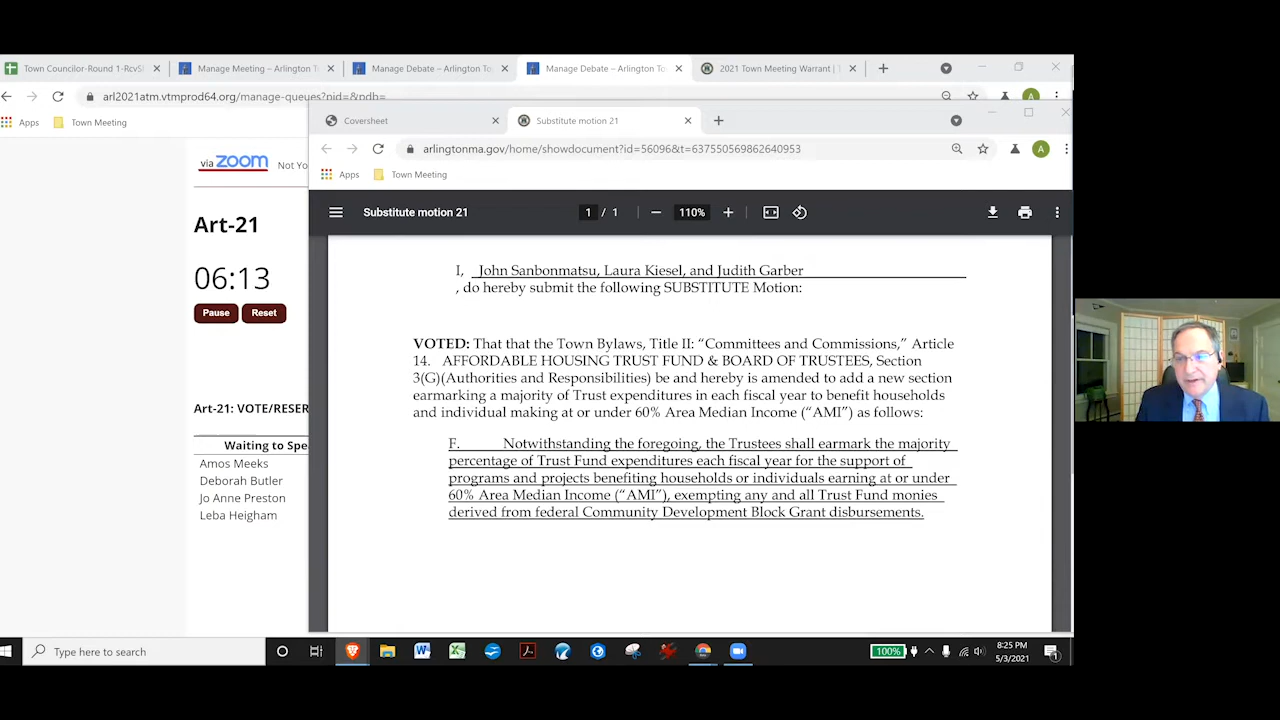 Town Councilor-Round 1-RcvS
Manage Meeting – Arlington T
Manage Debate – Arlington To
Manage Debate – Arlington To
2021 Town Meeting Warrant | T
arl2021atm.vtmprod64.org/manage-queues?pid=&pdb=
A
Apps
Town Meeting
Coversheet
Substitute motion 21
arlingtonma.gov/home/showdocument?id=56096&t=637550569862640953
A
Apps
Town Meeting
via zoom
Not Yo
Substitute motion 21
1 / 1
110%
Art-21
06:13
Pause
Reset
Art-21: VOTE/RESER
Waiting to Spe
Amos Meeks
Deborah Butler
Jo Anne Preston
Leba Heigham
I, John Sanbonmatsu, Laura Kiesel, and Judith Garber
, do hereby submit the following SUBSTITUTE Motion:
VOTED: That that the Town Bylaws, Title II: “Committees and Commissions,” Article
14. AFFORDABLE HOUSING TRUST FUND & BOARD OF TRUSTEES, Section
3(G)(Authorities and Responsibilities) be and hereby is amended to add a new section
earmarking a majority of Trust expenditures in each fiscal year to benefit households
and individual making at or under 60% Area Median Income (“AMI”) as follows:
F. Notwithstanding the foregoing, the Trustees shall earmark the majority
percentage of Trust Fund expenditures each fiscal year for the support of
programs and projects benefiting households or individuals earning at or under
60% Area Median Income (“AMI”), exempting any and all Trust Fund monies
derived from federal Community Development Block Grant disbursements.
Type here to search
100%
8:25 PM
5/3/2021